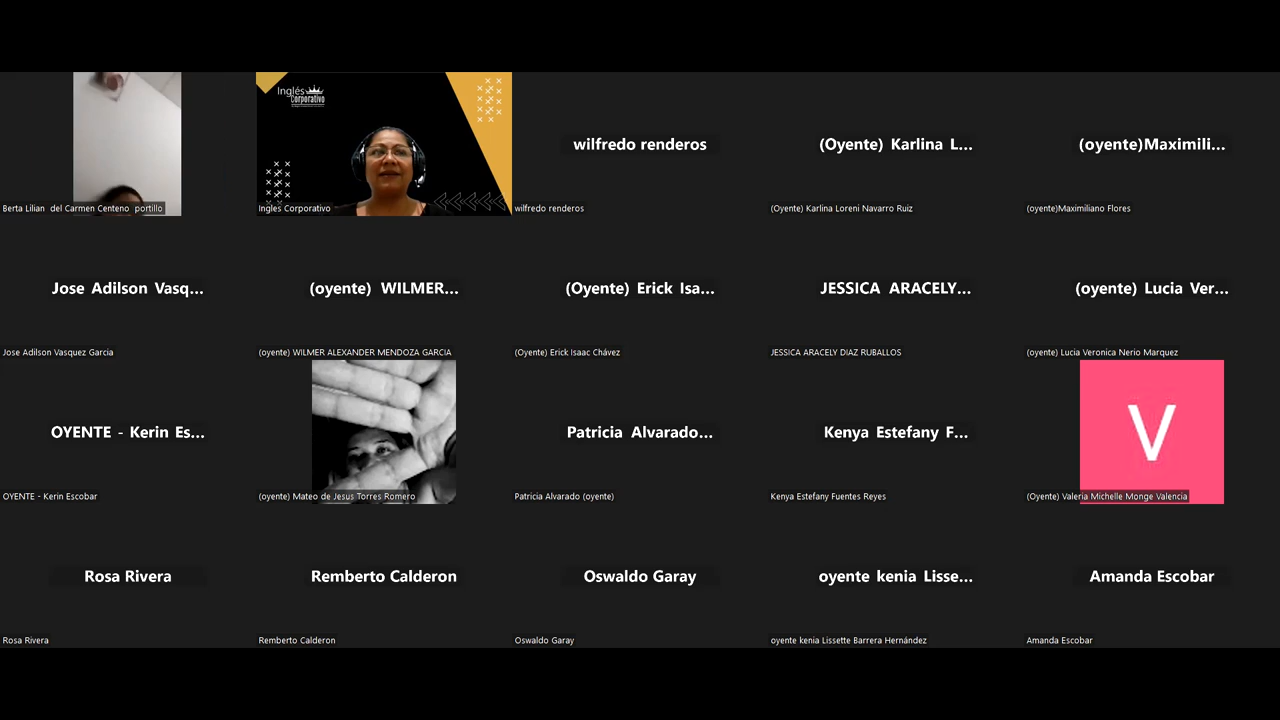 Inglés
Corporativo
wilfredo renderos
(Oyente) Karlina L...
(oyente)Maximili...
Berta Lilian del Carmen Centeno portillo
Ingles Corporativo
wilfredo renderos
(Oyente) Karlina Loreni Navarro Ruiz
(oyente)Maximiliano Flores
Jose Adilson Vasq...
(oyente) WILMER...
(Oyente) Erick Isa...
JESSICA ARACELY...
(oyente) Lucia Ver...
Jose Adilson Vasquez Garcia
(oyente) WILMER ALEXANDER MENDOZA GARCIA
(Oyente) Erick Isaac Chávez
JESSICA ARACELY DIAZ RUBALLOS
(oyente) Lucia Veronica Nerio Marquez
OYENTE - Kerin Es...
Patricia Alvarado...
Kenya Estefany F...
V
OYENTE - Kerin Escobar
(oyente) Mateo de Jesus Torres Romero
Patricia Alvarado (oyente)
Kenya Estefany Fuentes Reyes
(Oyente) Valeria Michelle Monge Valencia
Rosa Rivera
Remberto Calderon
Oswaldo Garay
oyente kenia Lisse...
Amanda Escobar
Rosa Rivera
Remberto Calderon
Oswaldo Garay
oyente kenia Lissette Barrera Hernández
Amanda Escobar